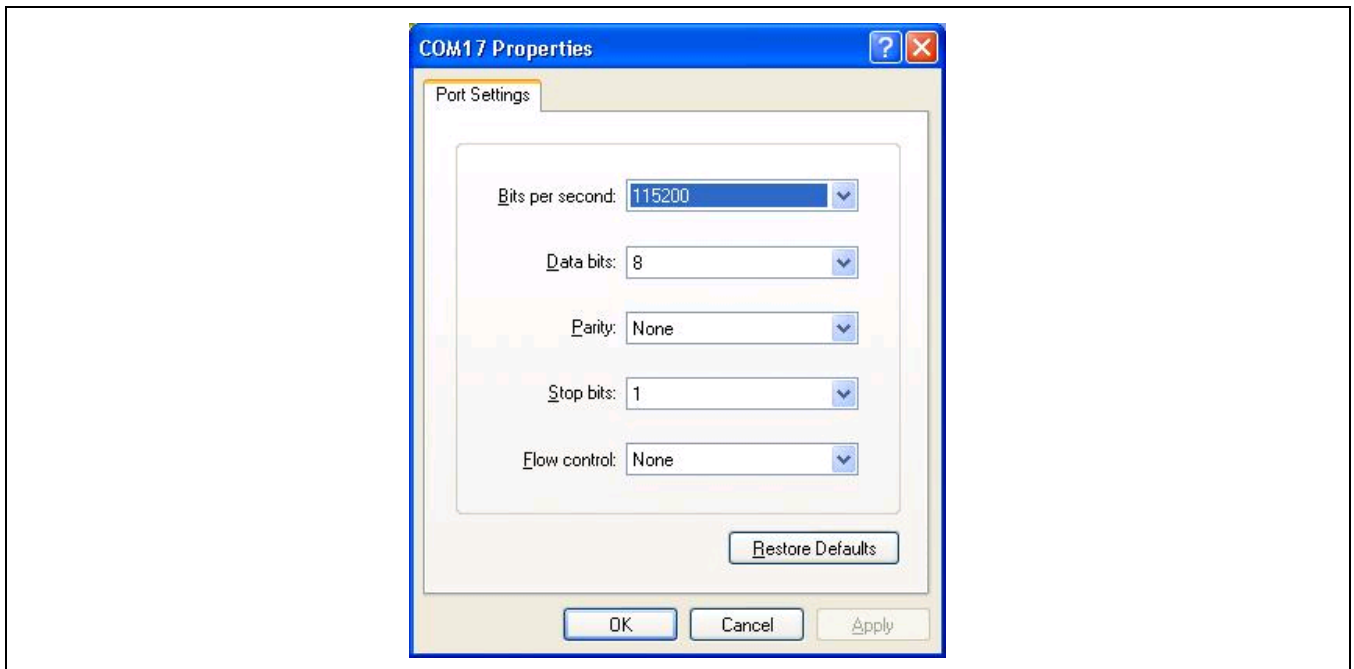 COM17 Properties
Port Settings
Bits per second: 115200
Data bits: 8
Parity: None
Stop bits: 1
Flow control: None
Restore Defaults
OK Cancel Apply